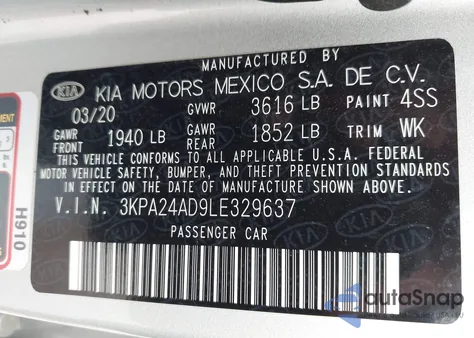 MANUFACTURED BY
KIA KIA MOTORS MEXICO S.A. DE C.V.
03/20 GVWR 3616 LB PAINT 4SS
GAWR FRONT 1940 LB GAWR REAR 1852 LB TRIM WK
THIS VEHICLE CONFORMS TO ALL APPLICABLE U.S.A. FEDERAL
MOTOR VEHICLE SAFETY, BUMPER, AND THEFT PREVENTION STANDARDS
IN EFFECT ON THE DATE OF MANUFACTURE SHOWN ABOVE.
V.I.N. 3KPA24AD9LE329637
PASSENGER CAR
H910
autoSnap